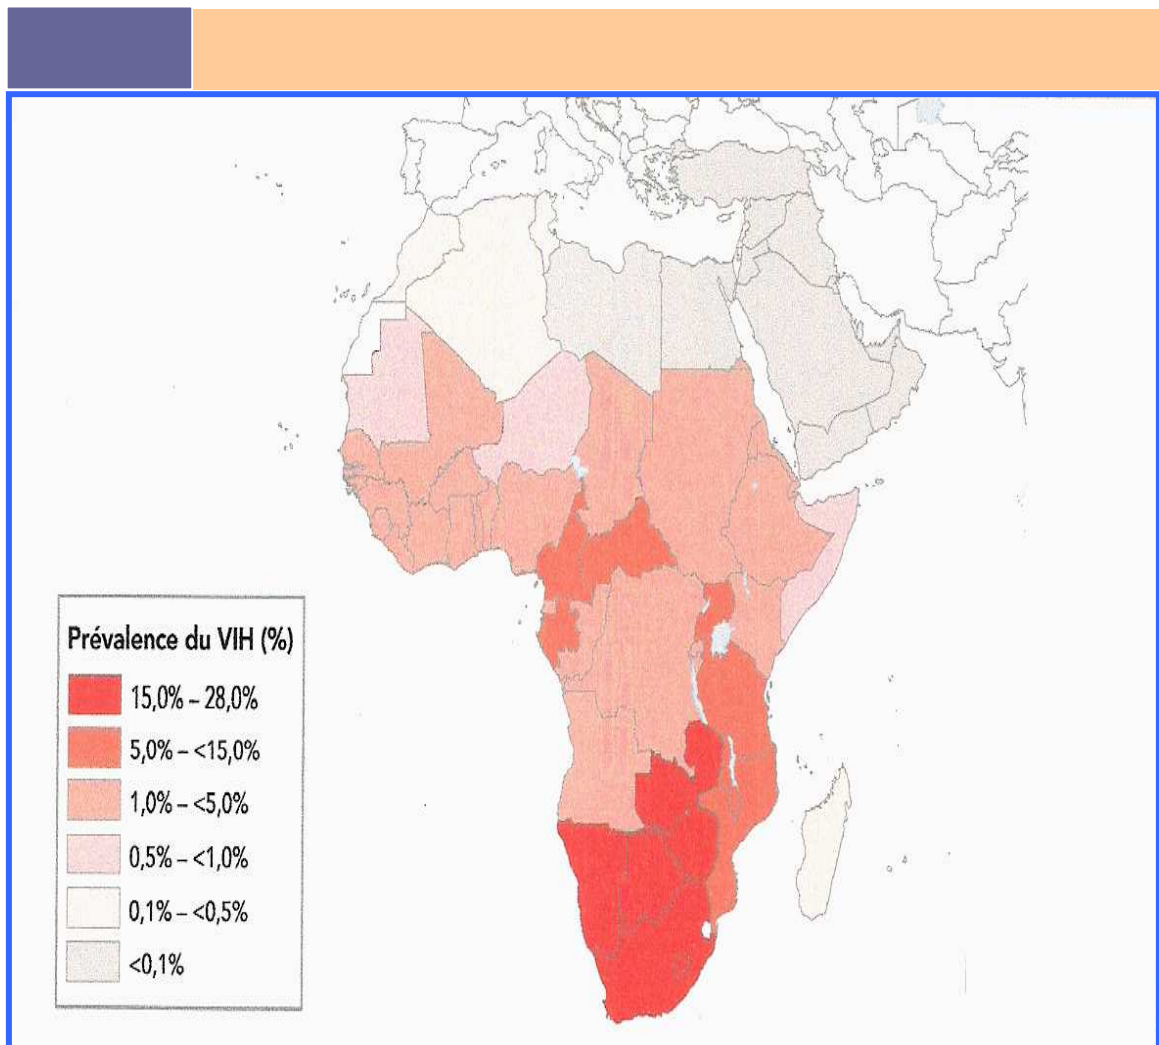 Prévalence du VIH (%)
15,0% – 28,0%
5,0% – <15,0%
1,0% – <5,0%
0,5% – <1,0%
0,1% – <0,5%
<0,1%